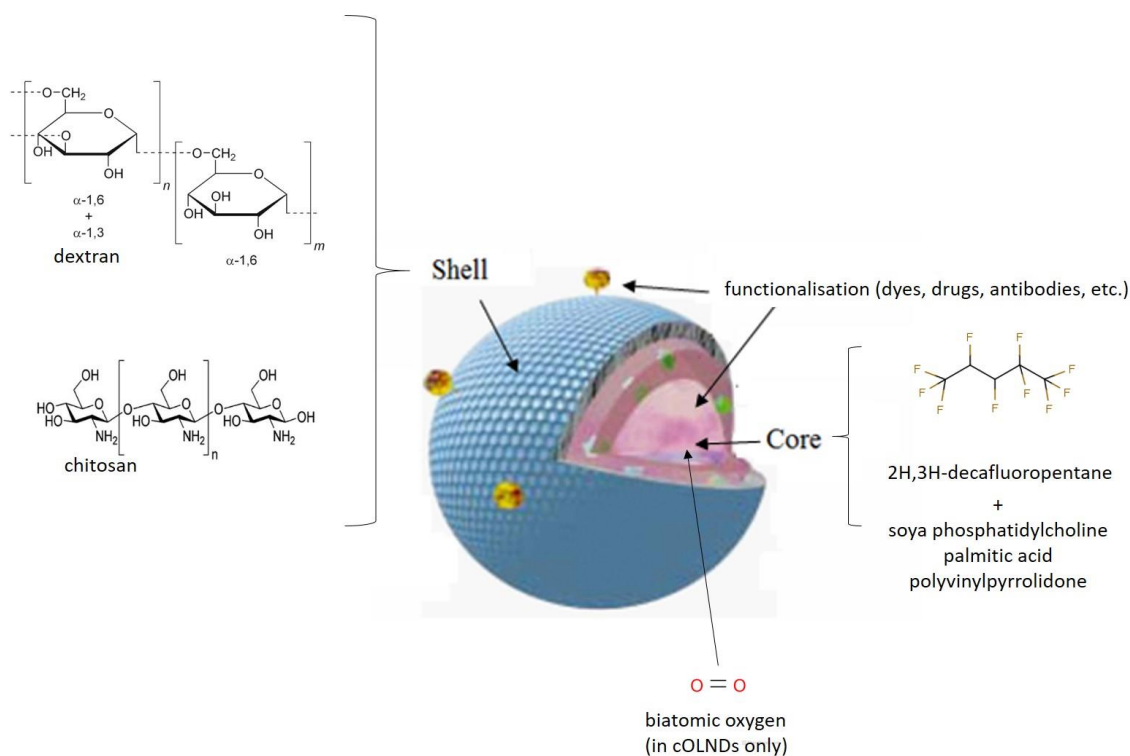 O
CH₂
O
O
OH
OH
n
α-1,6
+
α-1,3
dextran
O
CH₂
O
OH
OH
OH
m
α-1,6
Shell
functionalisation (dyes, drugs, antibodies, etc.)
F F F F
F F
F F F F
Core
OH OH OH
HO O O O O O OH
HO HO HO
NH₂ NH₂ NH₂
n
chitosan
2H,3H-decafluoropentane
+
soya phosphatidylcholine
palmitic acid
polyvinylpyrrolidone
O = O
biatomic oxygen
(in cOLNDs only)